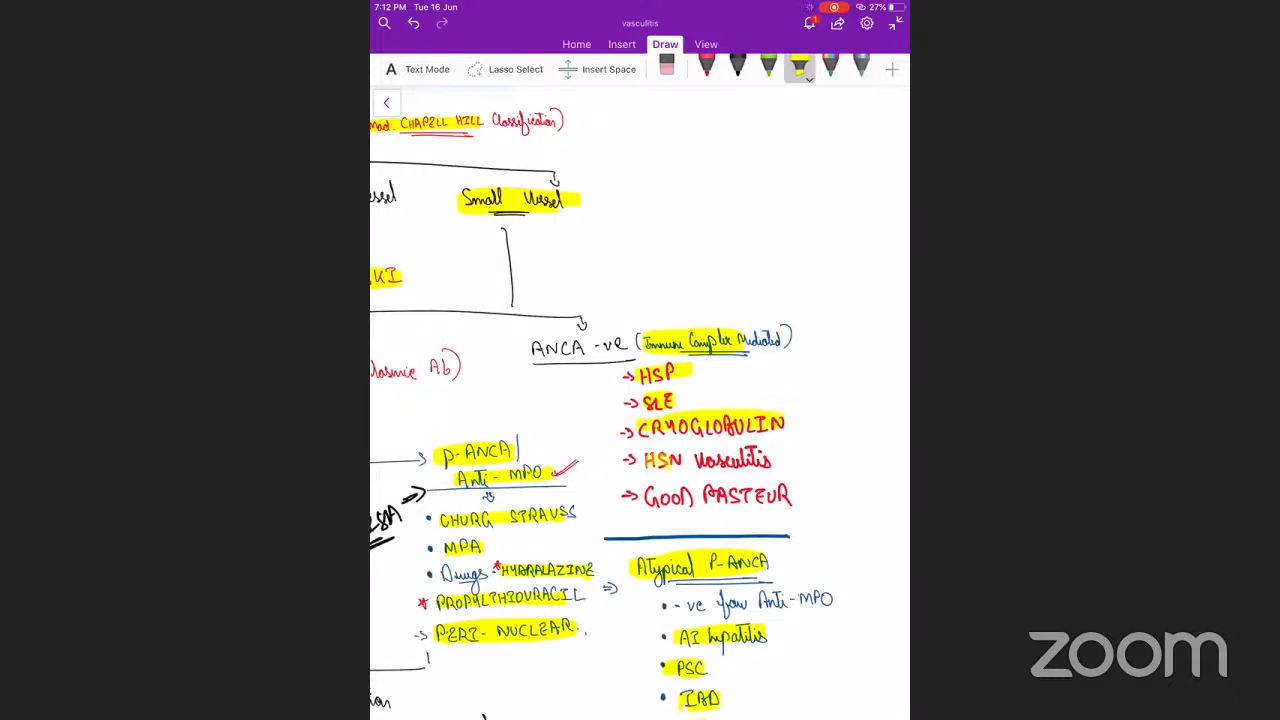 7:12 PM Tue 16 Jun
27%
vasculitis
Home Insert Draw View
A Text Mode Lasso Select Insert Space
CHAPELL HILL Classification)
Small Vessel
ANCA -ve (Immune Complex Mediated)
→ HSP
→ SLE
→ CRYOGLOBULIN
→ HSN Vasculitis
→ GOOD PASTEUR
KI
lasmic Ab)
p-ANCA
Anti-MPO
• CHURG STRAUSS
• MPA
• Drugs - * HYDRALAZINE
* PROPYLTHIOURACIL
→ PERI-NUCLEAR
Atypical P-ANCA
• -ve for Anti-MPO
• AI hepatitis
• PSC
• IBD
zoom